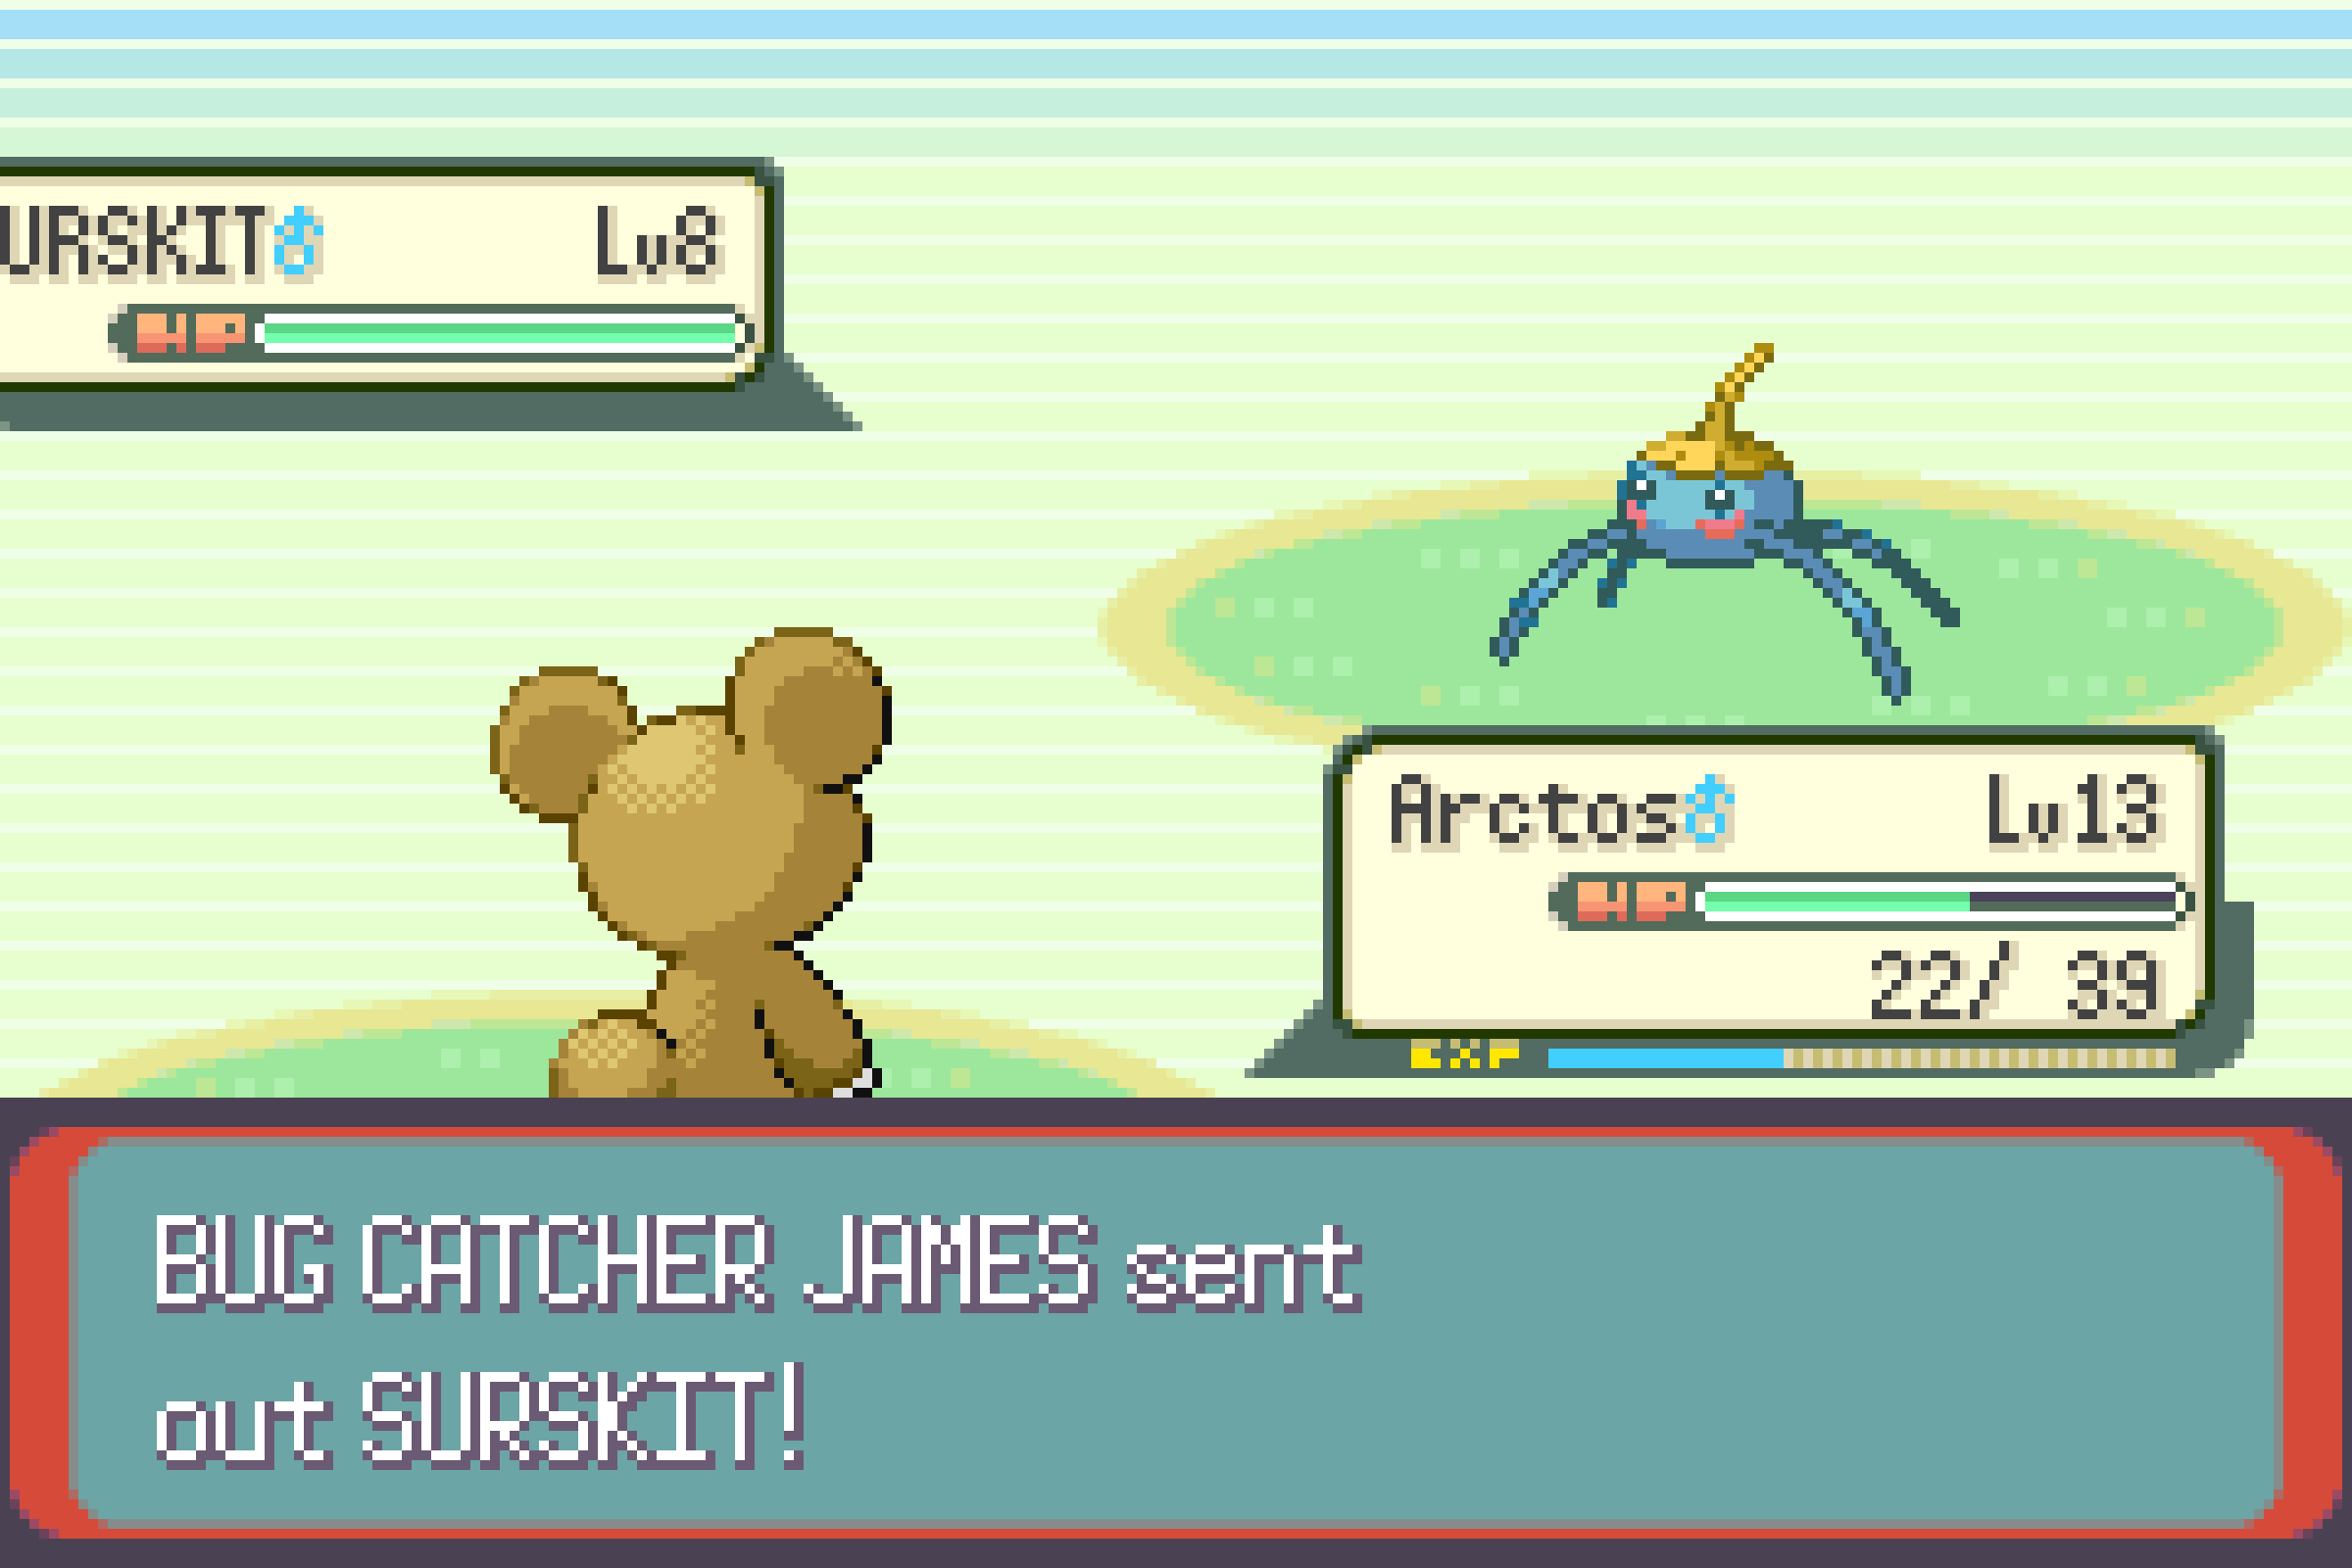 URSKIT♂ Lv8
HP
Arctos♂ Lv13
HP
22/ 39
EXP
BUG CATCHER JAMES sent
out SURSKIT!